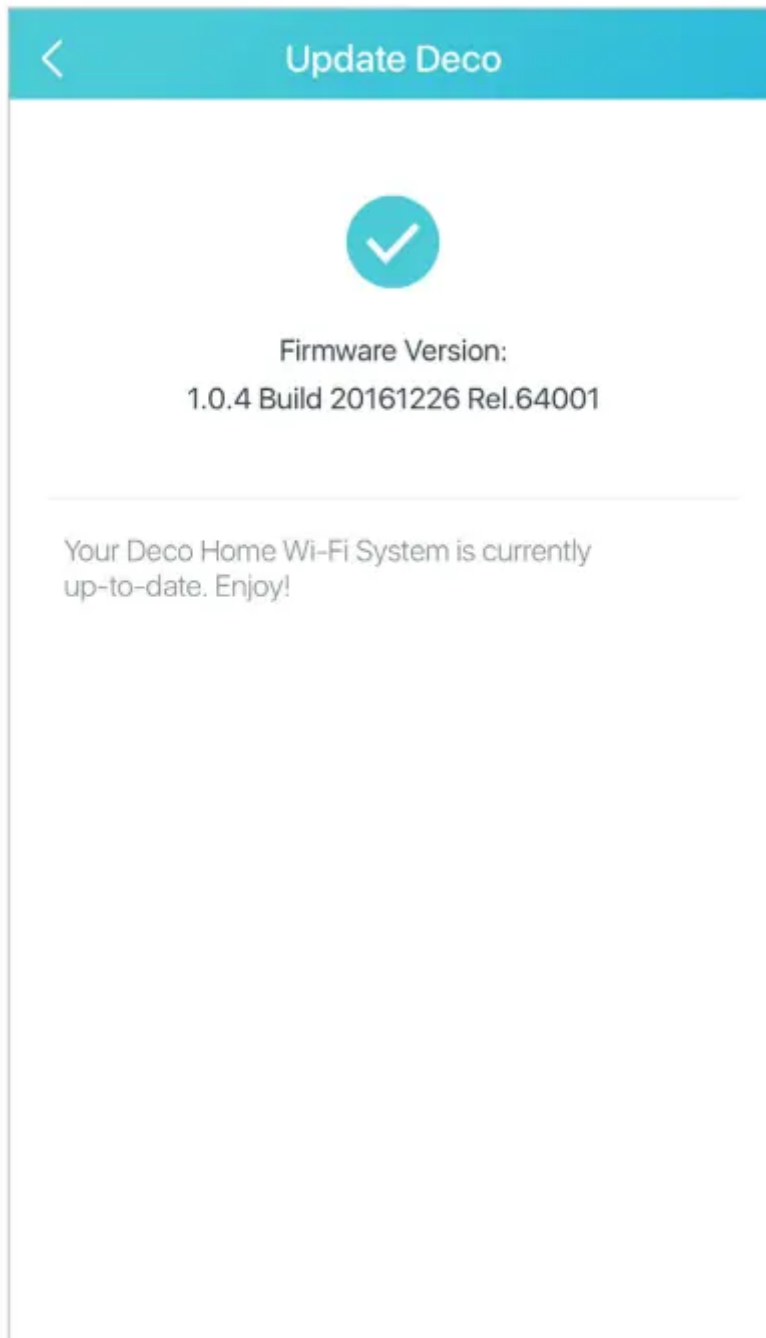 Update Deco
Firmware Version:
1.0.4 Build 20161226 Rel.64001
Your Deco Home Wi-Fi System is currently
up-to-date. Enjoy!